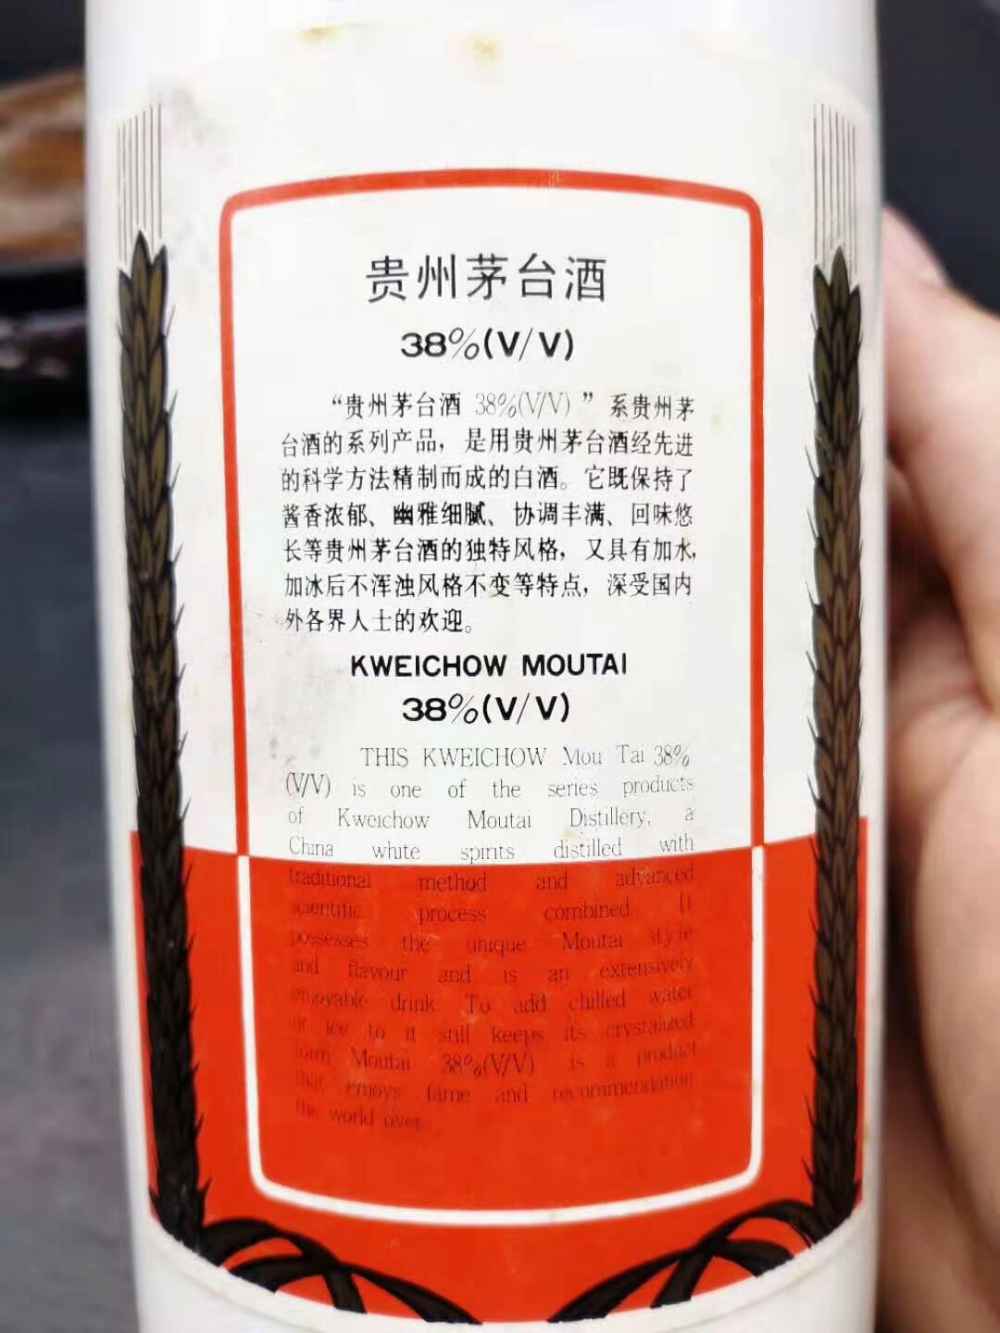 贵州茅台酒
38%(V/V)
“贵州茅台酒 38%(V/V)”系贵州茅
台酒的系列产品，是用贵州茅台酒经先进
的科学方法精制而成的白酒。它既保持了
酱香浓郁、幽雅细腻、协调丰满、回味悠
长等贵州茅台酒的独特风格，又具有加水,
加冰后不浑浊风格不变等特点，深受国内
外各界人士的欢迎。
KWEICHOW MOUTAI
38%(V/V)
THIS KWEICHOW Mou Tai 38%
(V/V) is one of the series products
of Kweichow Moutai Distillery, a
China white spirits distilled with
traditional method and advanced
scientific process combined. It
possesses the unique Moutai style
and flavour and is an extensively
enjoyable drink To add chilled water
or ice to it still keeps its crystalized
form Moutai 38%(V/V) is a product
that enjoys fame and recommendation
the world over